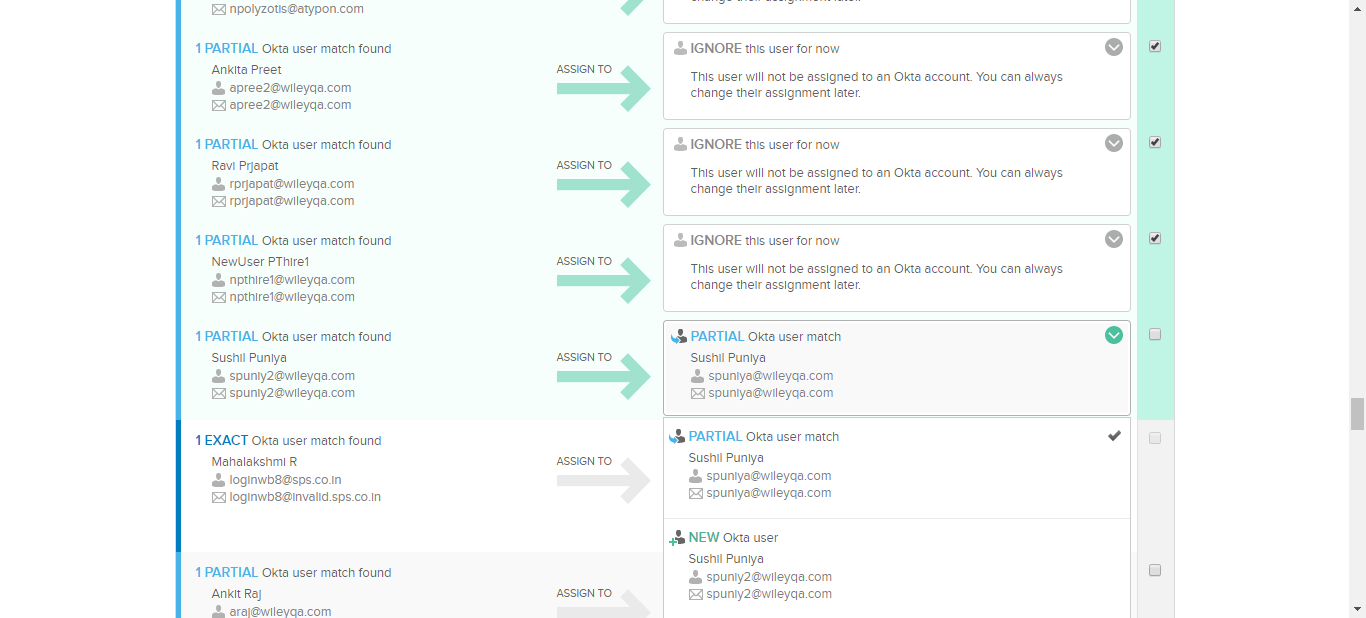 npolyzotis@atypon.com
change their assignment later.
1 PARTIAL Okta user match found
Ankita Preet
apree2@wileyqa.com
apree2@wileyqa.com
ASSIGN TO
IGNORE this user for now
This user will not be assigned to an Okta account. You can always
change their assignment later.
1 PARTIAL Okta user match found
Ravi Prjapat
rprjapat@wileyqa.com
rprjapat@wileyqa.com
ASSIGN TO
IGNORE this user for now
This user will not be assigned to an Okta account. You can always
change their assignment later.
1 PARTIAL Okta user match found
NewUser PThire1
npthire1@wileyqa.com
npthire1@wileyqa.com
ASSIGN TO
IGNORE this user for now
This user will not be assigned to an Okta account. You can always
change their assignment later.
1 PARTIAL Okta user match found
Sushil Puniya
spuniy2@wileyqa.com
spuniy2@wileyqa.com
ASSIGN TO
PARTIAL Okta user match
Sushil Puniya
spuniya@wileyqa.com
spuniya@wileyqa.com
1 EXACT Okta user match found
Mahalakshmi R
loginwb8@sps.co.in
loginwb8@invalid.sps.co.in
ASSIGN TO
PARTIAL Okta user match
Sushil Puniya
spuniya@wileyqa.com
spuniya@wileyqa.com
NEW Okta user
Sushil Puniya
spuniy2@wileyqa.com
spuniy2@wileyqa.com
1 PARTIAL Okta user match found
Ankit Raj
araj@wileyqa.com
ASSIGN TO